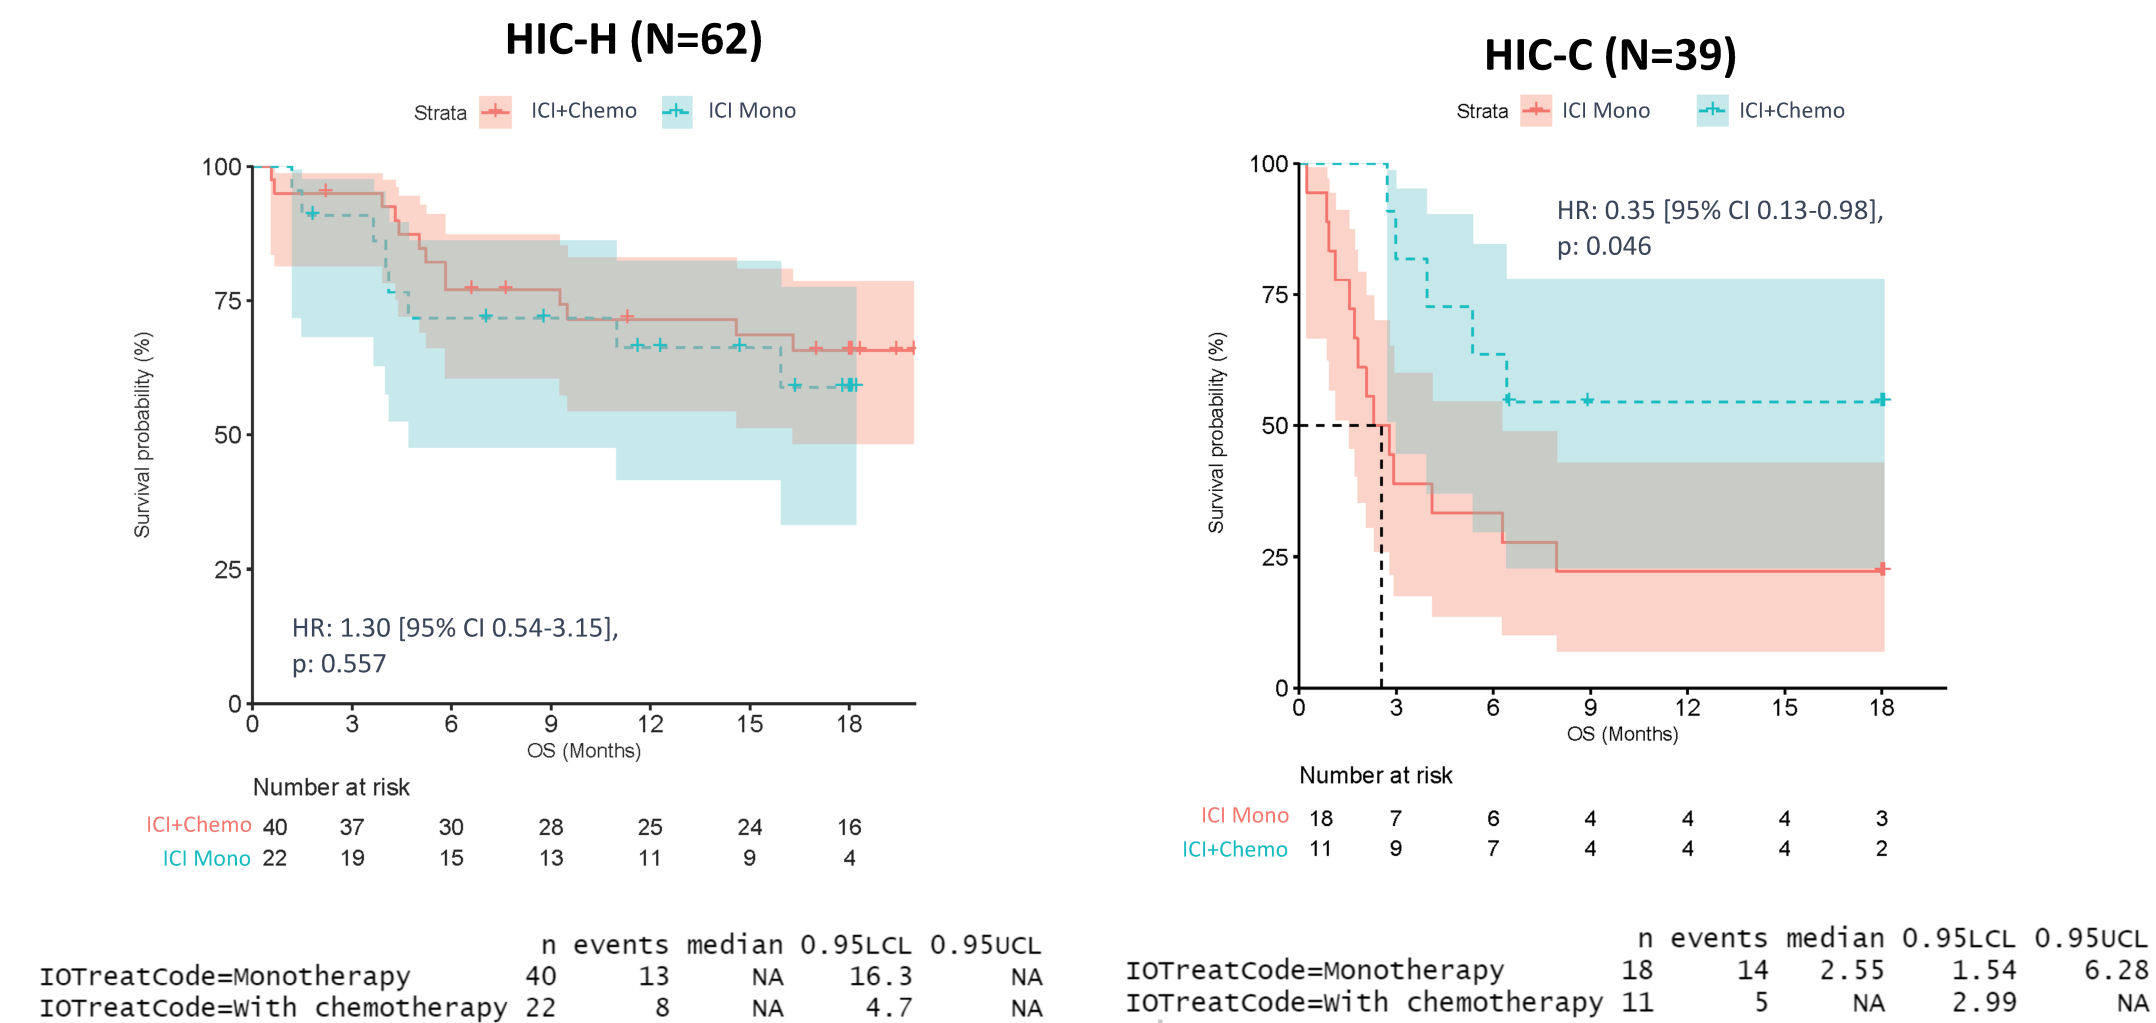 HIC-H (N=62)
Strata ICI+Chemo ICI Mono
100
75
50
25
0
Survival probability (%)
HR: 1.30 [95% CI 0.54-3.15],
p: 0.557
0 3 6 9 12 15 18
OS (Months)
Number at risk
ICI+Chemo 40 37 30 28 25 24 16
ICI Mono 22 19 15 13 11 9 4
n events median 0.95LCL 0.95UCL
IOTreatCode=Monotherapy 40 13 NA 16.3 NA
IOTreatCode=With chemotherapy 22 8 NA 4.7 NA
HIC-C (N=39)
Strata ICI Mono ICI+Chemo
100
75
50
25
0
Survival probability (%)
HR: 0.35 [95% CI 0.13-0.98],
p: 0.046
0 3 6 9 12 15 18
OS (Months)
Number at risk
ICI Mono 18 7 6 4 4 4 3
ICI+Chemo 11 9 7 4 4 4 2
n events median 0.95LCL 0.95UCL
IOTreatCode=Monotherapy 18 14 2.55 1.54 6.28
IOTreatCode=With chemotherapy 11 5 NA 2.99 NA